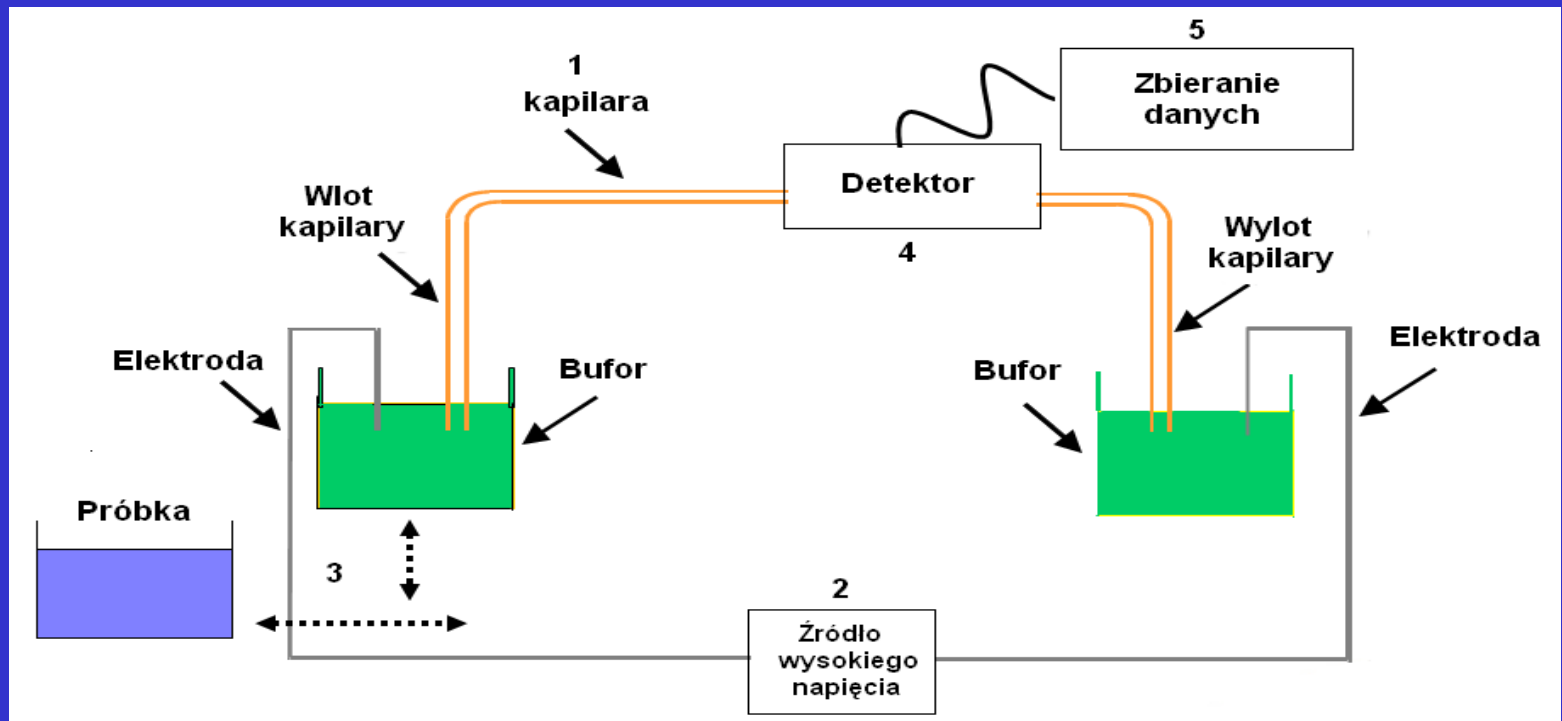 5
Zbieranie
danych
1
kapilara
Detektor
4
Wlot
kapilary
Wylot
kapilary
Elektroda
Bufor
Bufor
Elektroda
Próbka
3
2
Źródło
wysokiego
napięcia